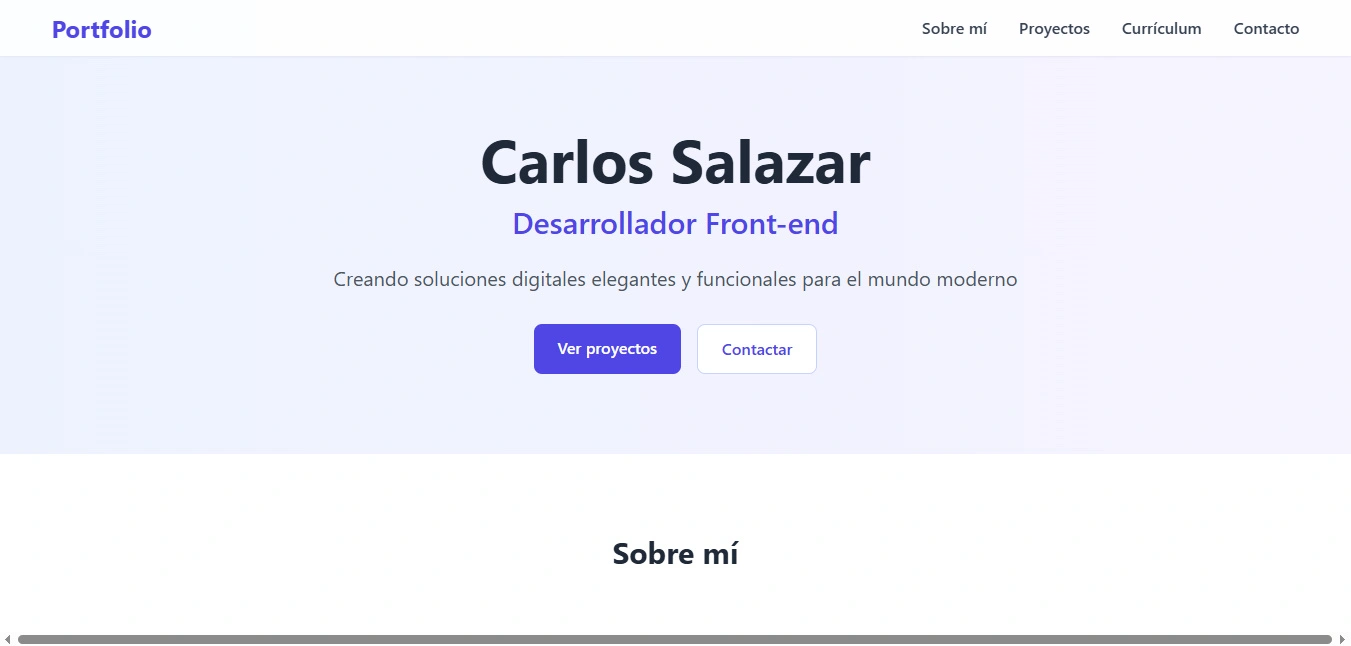 Portfolio
Sobre mí
Proyectos
Currículum
Contacto
Carlos Salazar
Desarrollador Front-end
Creando soluciones digitales elegantes y funcionales para el mundo moderno
Ver proyectos
Contactar
Sobre mí